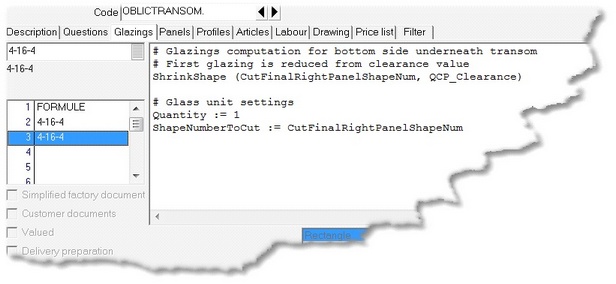 Code OBLICTRANSOM.
Description Questions Glazings Panels Profiles Articles Labour Drawing Price list Filter
4-16-4
4-16-4
1 FORMULE
2 4-16-4
3 4-16-4
4
5
6
# Glazings computation for bottom side underneath transom
# First glazing is reduced from clearance value
ShrinkShape (CutFinalRightPanelShapeNum, QCP_Clearance)
# Glass unit settings
Quantity := 1
ShapeNumberToCut := CutFinalRightPanelShapeNum
Simplified factory document
Customer documents
Valued
Delivery preparation
Rectangle